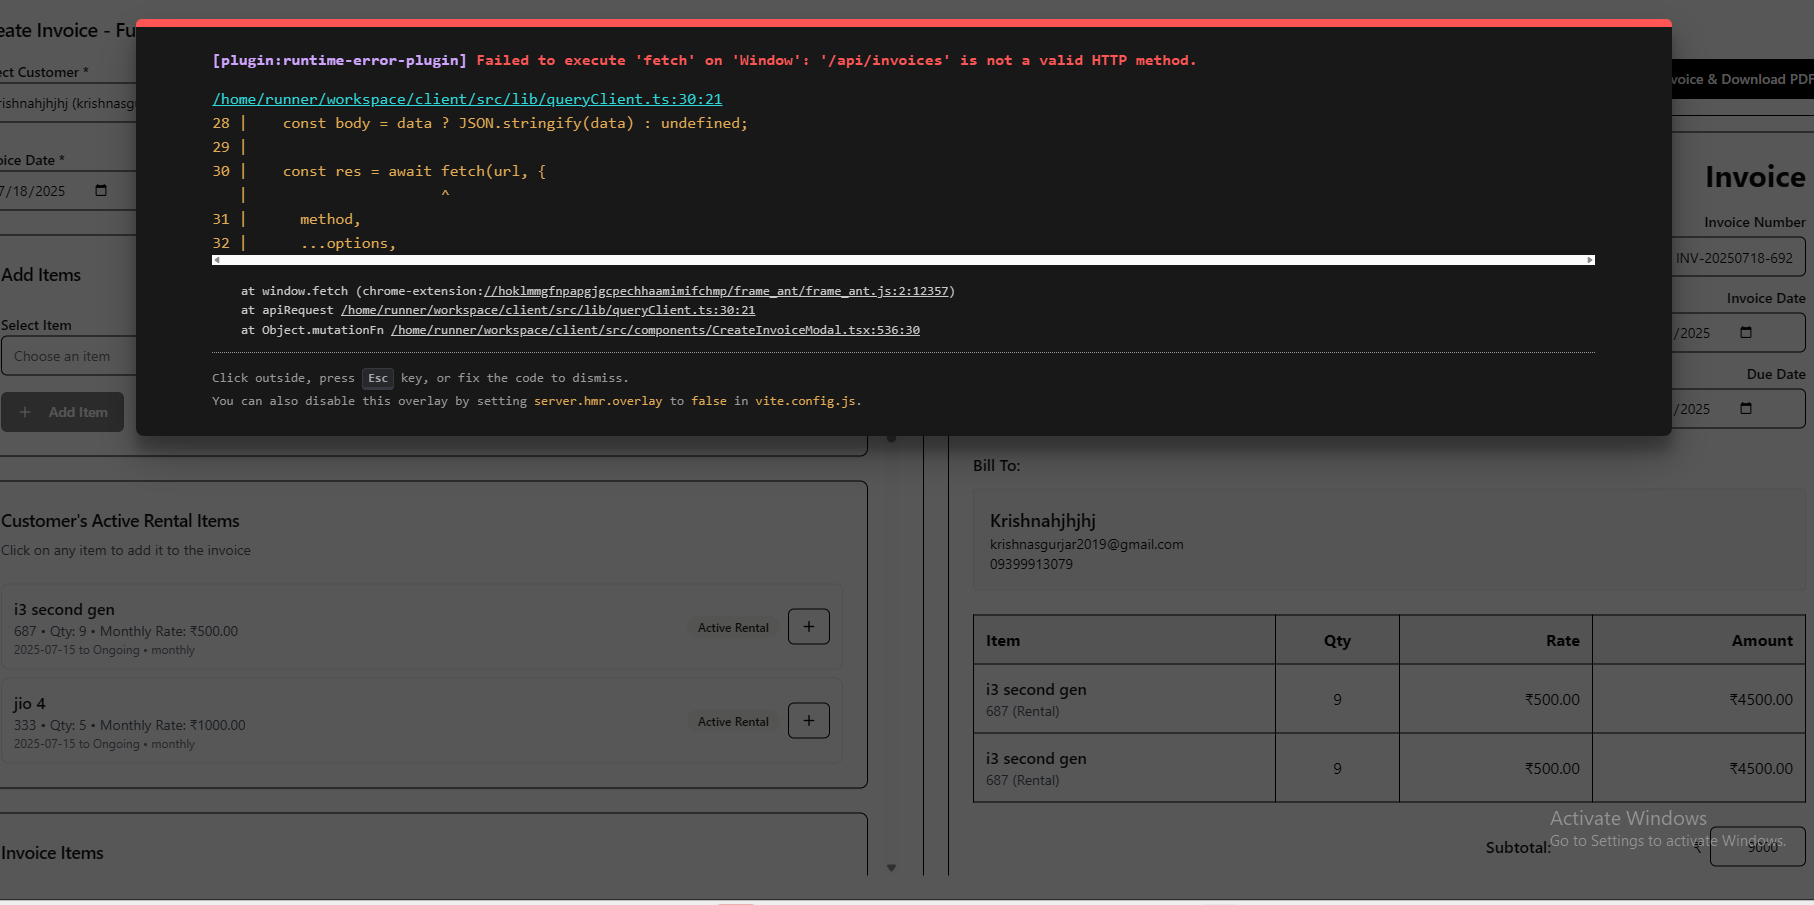 [plugin:runtime-error-plugin] Failed to execute 'fetch' on 'Window': '/api/invoices' is not a valid HTTP method.
/home/runner/workspace/client/src/lib/queryClient.ts:30:21
28 |    const body = data ? JSON.stringify(data) : undefined;
29 |
30 |    const res = await fetch(url, {
|                      ^
31 |      method,
32 |      ...options,
at window.fetch (chrome-extension://hoklmmgfnpapgjgcpechhaamimifchmp/frame_ant/frame_ant.js:2:12357)
at apiRequest /home/runner/workspace/client/src/lib/queryClient.ts:30:21
at Object.mutationFn /home/runner/workspace/client/src/components/CreateInvoiceModal.tsx:536:30
Click outside, press Esc key, or fix the code to dismiss.
You can also disable this overlay by setting server.hmr.overlay to false in vite.config.js.
eate Invoice - Fu
ect Customer *
rishnahjhjhj (krishnasgu
oice Date *
7/18/2025
Add Items
Select Item
Choose an item
+ Add Item
Customer's Active Rental Items
Click on any item to add it to the invoice
i3 second gen
687 • Qty: 9 • Monthly Rate: ₹500.00
2025-07-15 to Ongoing • monthly
Active Rental
+
jio 4
333 • Qty: 5 • Monthly Rate: ₹1000.00
2025-07-15 to Ongoing • monthly
Active Rental
+
Invoice Items
voice & Download PDF
Invoice
Invoice Number
INV-20250718-692
Invoice Date
/2025
Due Date
/2025
Bill To:
Krishnahjhjhj
krishnasgurjar2019@gmail.com
09399913079
Item Qty Rate Amount
i3 second gen 9 ₹500.00 ₹4500.00
687 (Rental)
i3 second gen 9 ₹500.00 ₹4500.00
687 (Rental)
Subtotal: ₹ 9000
Activate Windows
Go to Settings to activate Windows.